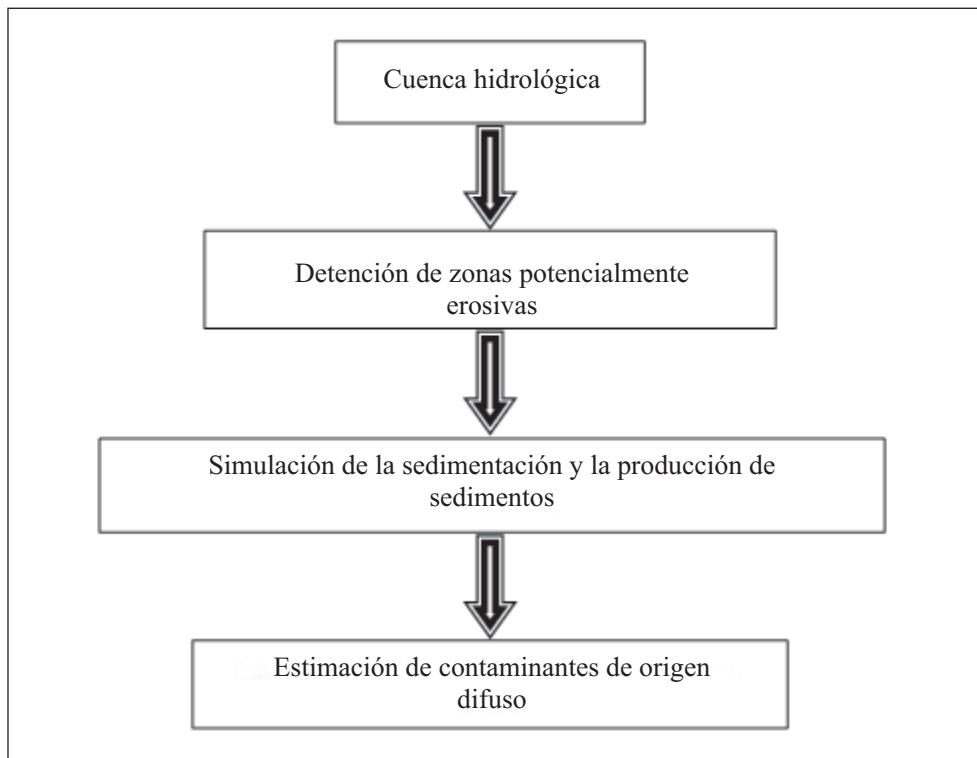 Cuenca hidrológica
Detención de zonas potencialmente
erosivas
Simulación de la sedimentación y la producción de
sedimentos
Estimación de contaminantes de origen
difuso